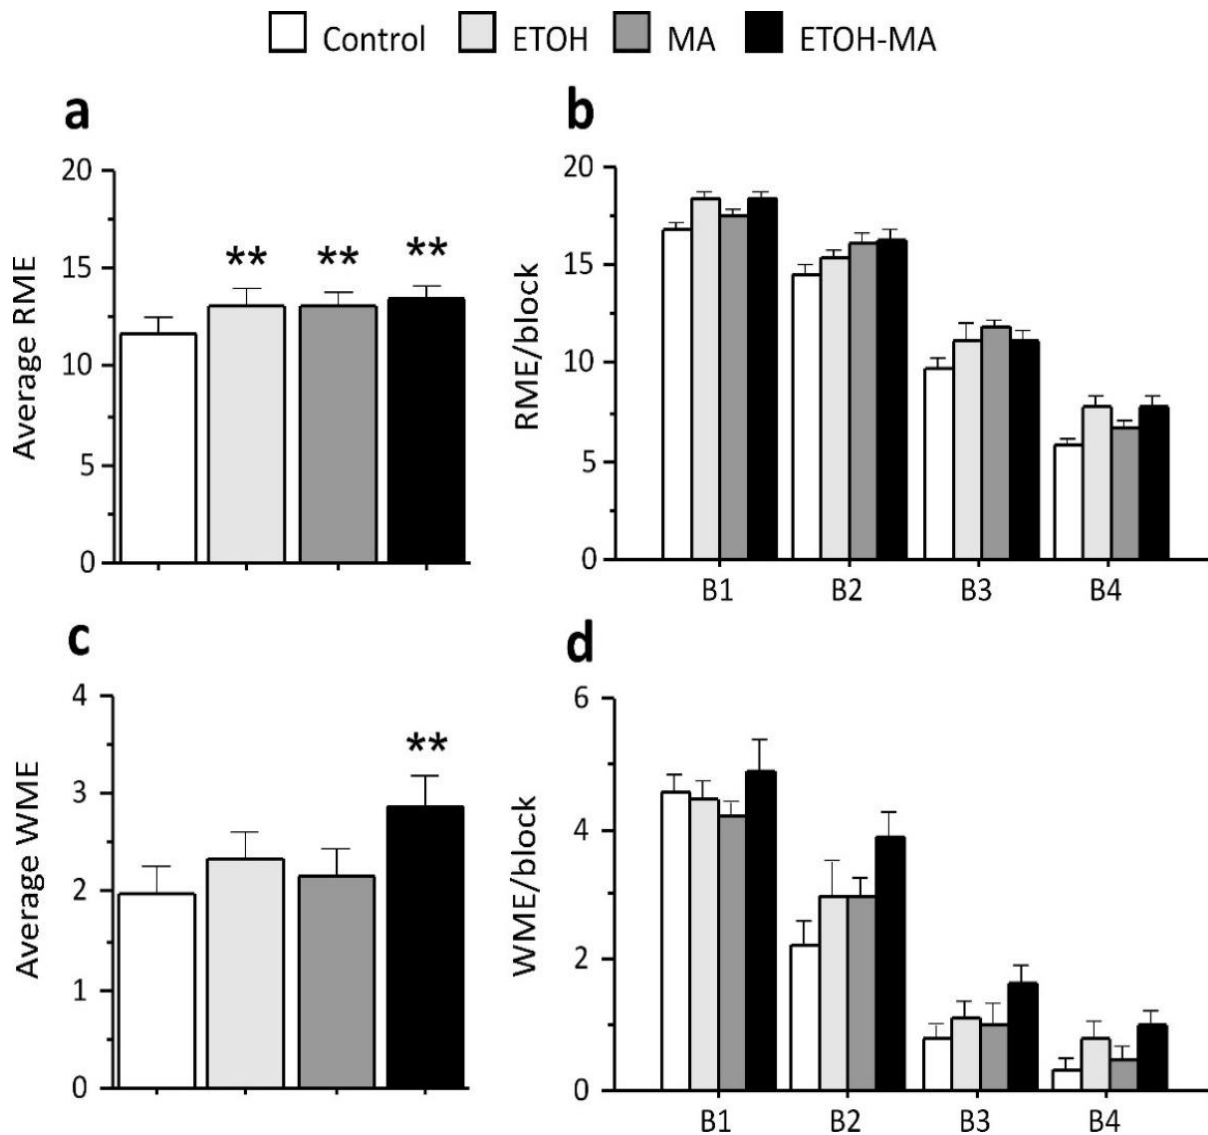 Control ETOH MA ETOH-MA
a
20
15
10
5
0
Average RME
** ** **
b
20
15
10
5
0
RME/block
B1 B2 B3 B4
c
4
3
2
1
0
Average WME
**
d
6
4
2
0
WME/block
B1 B2 B3 B4